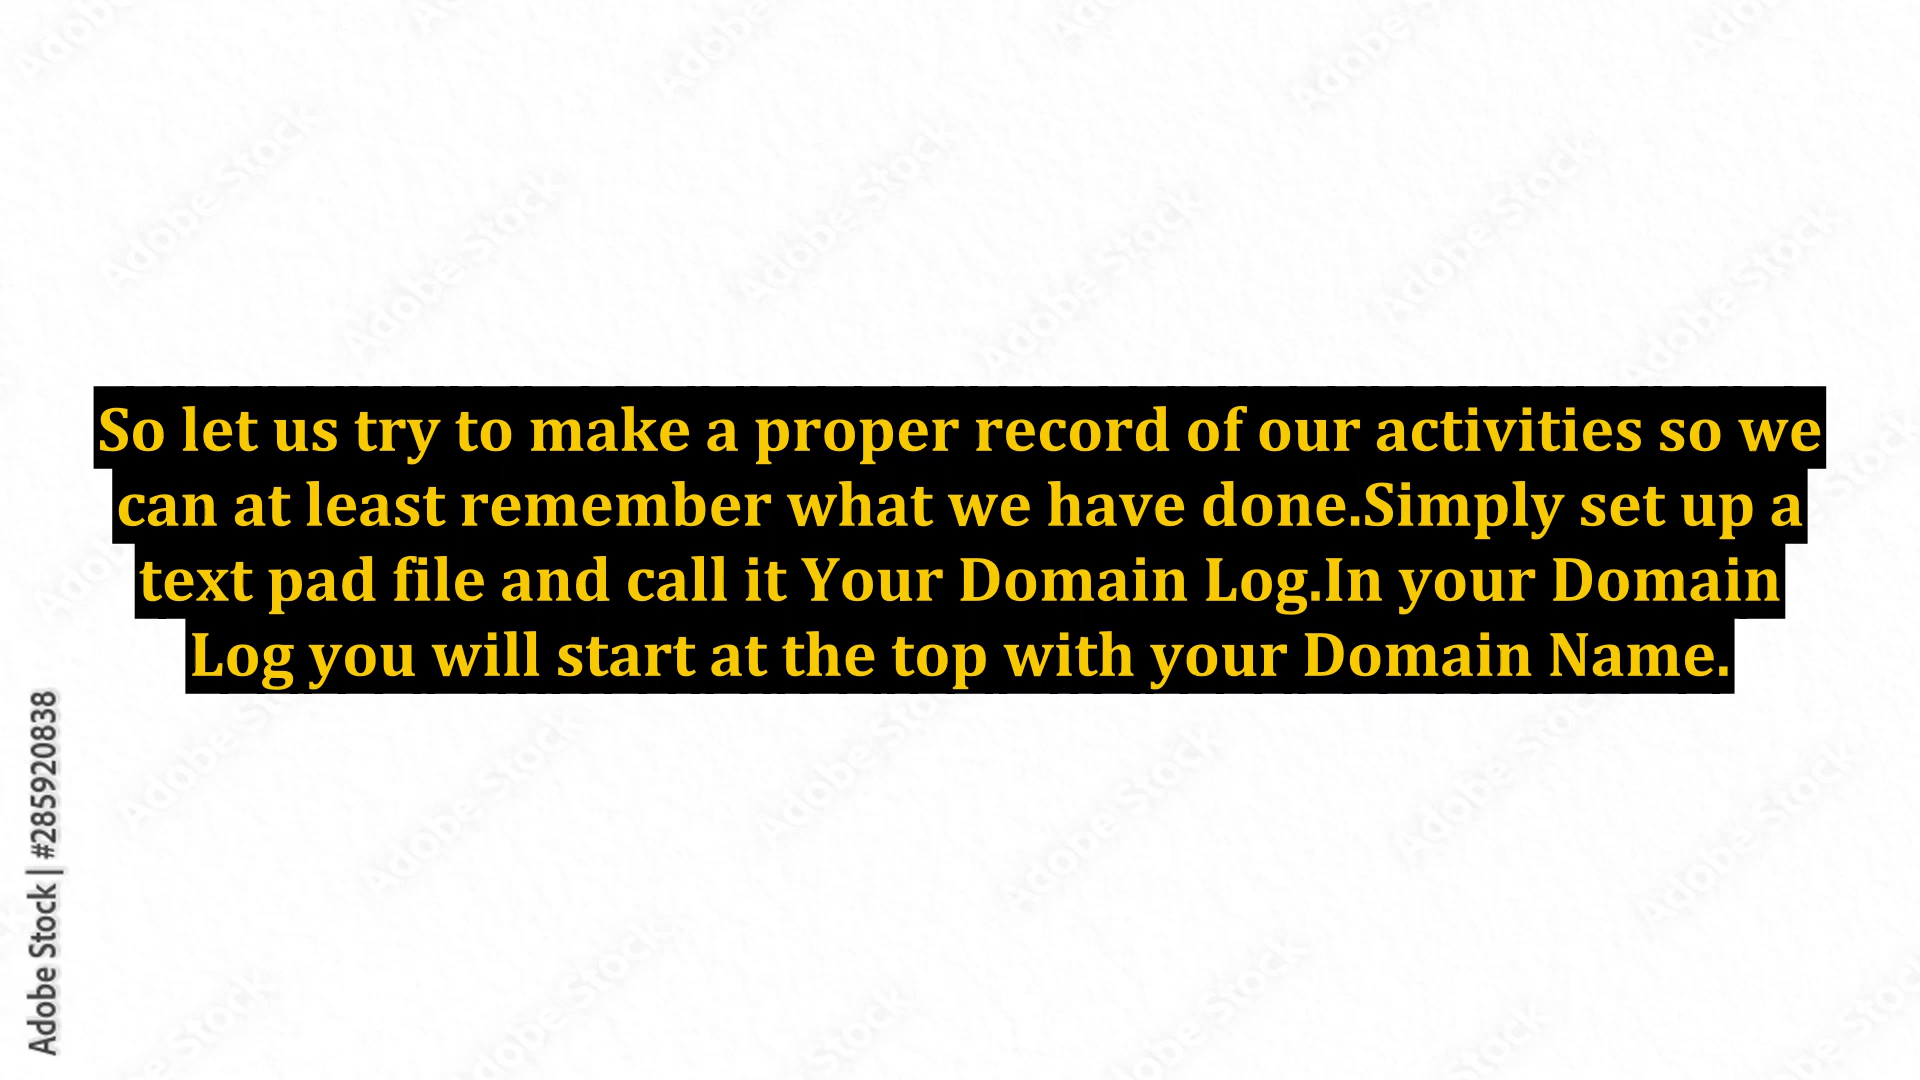 So let us try to make a proper record of our activities so we
can at least remember what we have done.Simply set up a
text pad file and call it Your Domain Log.In your Domain
Log you will start at the top with your Domain Name.
Adobe Stock | #285920838